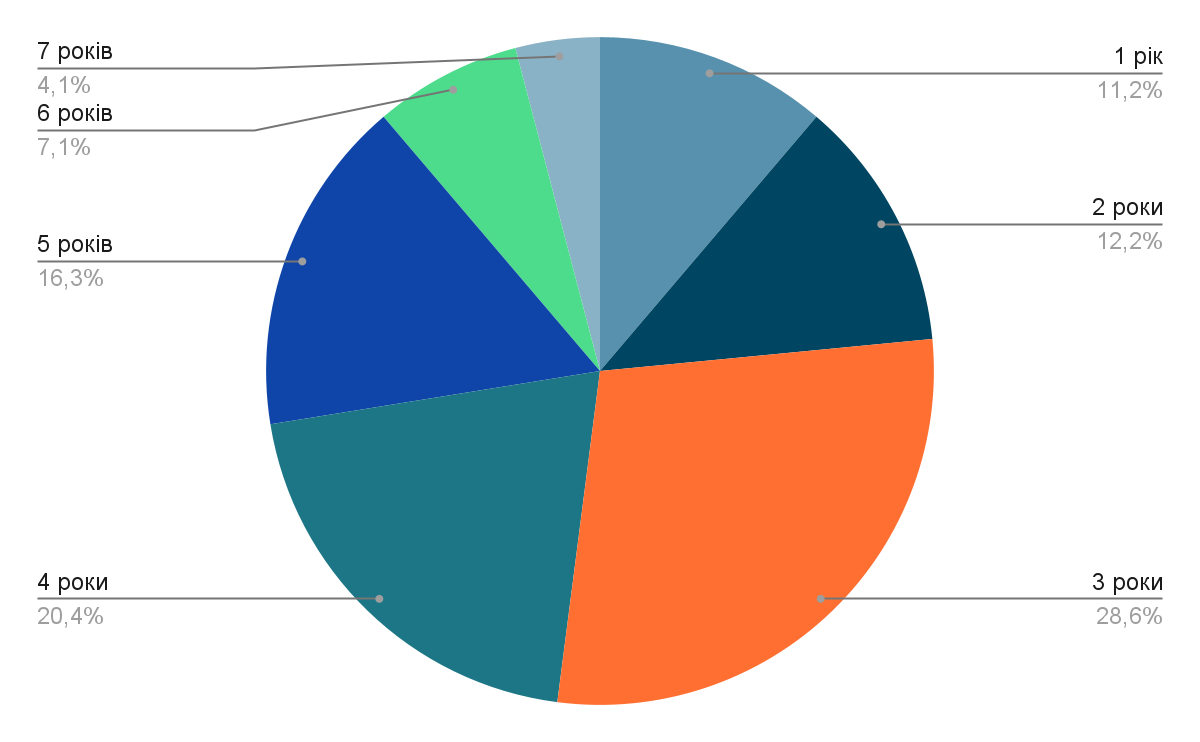 7 років
4,1%
6 років
7,1%
5 років
16,3%
4 роки
20,4%
1 рік
11,2%
2 роки
12,2%
3 роки
28,6%